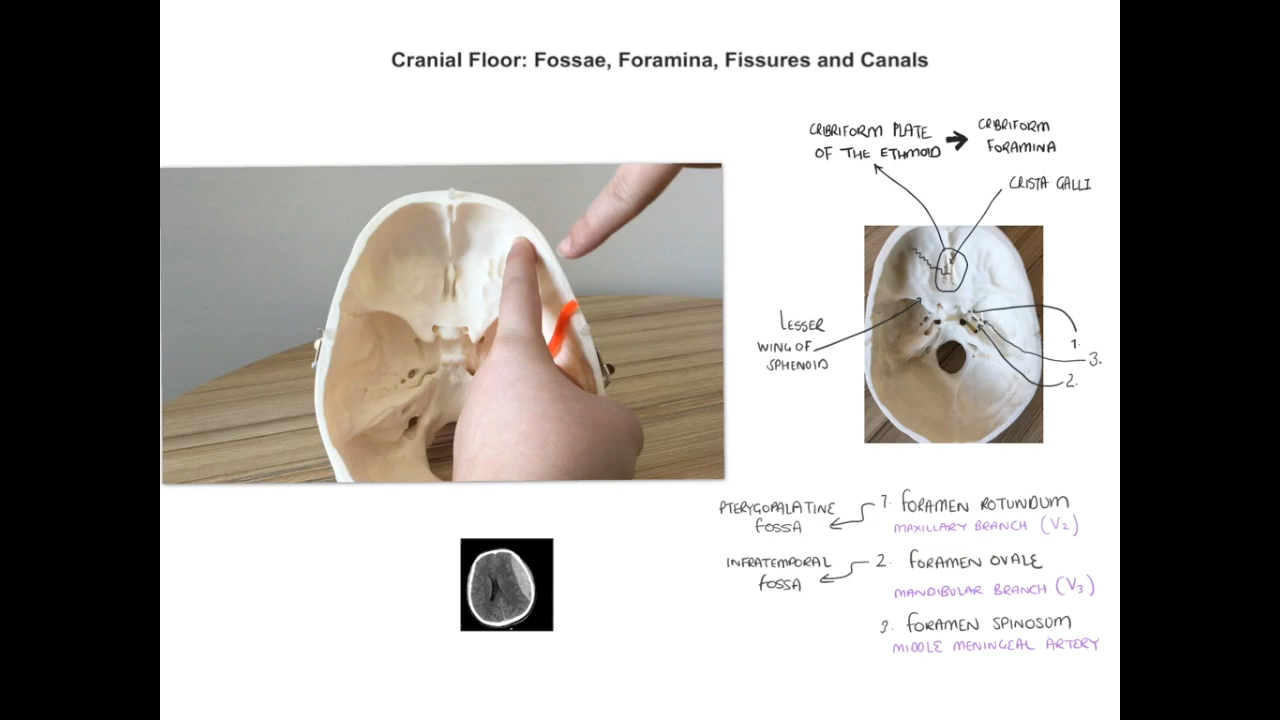 Cranial Floor: Fossae, Foramina, Fissures and Canals
CRIBRIFORM PLATE
OF THE ETHMOID
CRIBRIFORM
FORAMINA
CRISTA GALLI
LESSER
WING OF
SPHENOID
1.
3.
2.
PTERYGOPALATINE
FOSSA
1. FORAMEN ROTUNDUM
MAXILLARY BRANCH (V2)
INFRATEMPORAL
FOSSA
2. FORAMEN OVALE
MANDIBULAR BRANCH (V3)
3. FORAMEN SPINOSUM
MIDDLE MENINGEAL ARTERY